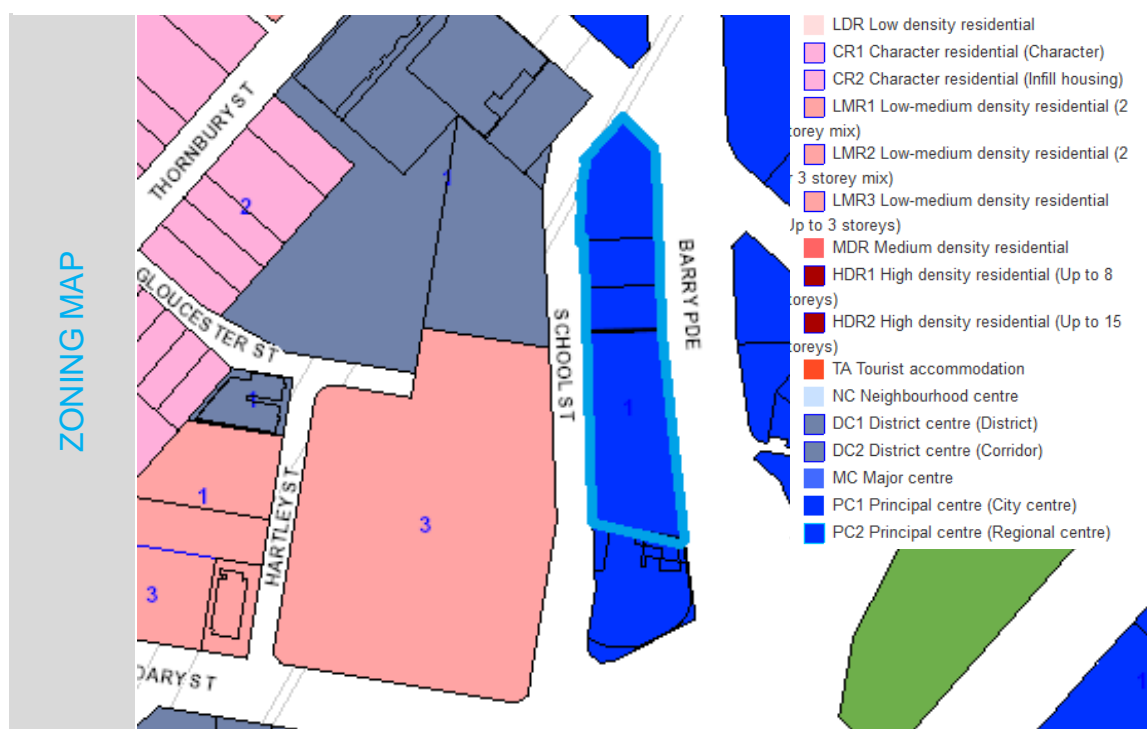 ZONING MAP
THORNBURY ST
GLOUCESTER ST
HARTLEY ST
SCHOOL ST
BARRY PDE
DARY ST
1
2
1
1
3
3
1
1
LDR Low density residential
CR1 Character residential (Character)
CR2 Character residential (Infill housing)
LMR1 Low-medium density residential (2
torey mix)
LMR2 Low-medium density residential (2
r 3 storey mix)
LMR3 Low-medium density residential
Up to 3 storeys)
MDR Medium density residential
HDR1 High density residential (Up to 8
toreys)
HDR2 High density residential (Up to 15
toreys)
TA Tourist accommodation
NC Neighbourhood centre
DC1 District centre (District)
DC2 District centre (Corridor)
MC Major centre
PC1 Principal centre (City centre)
PC2 Principal centre (Regional centre)